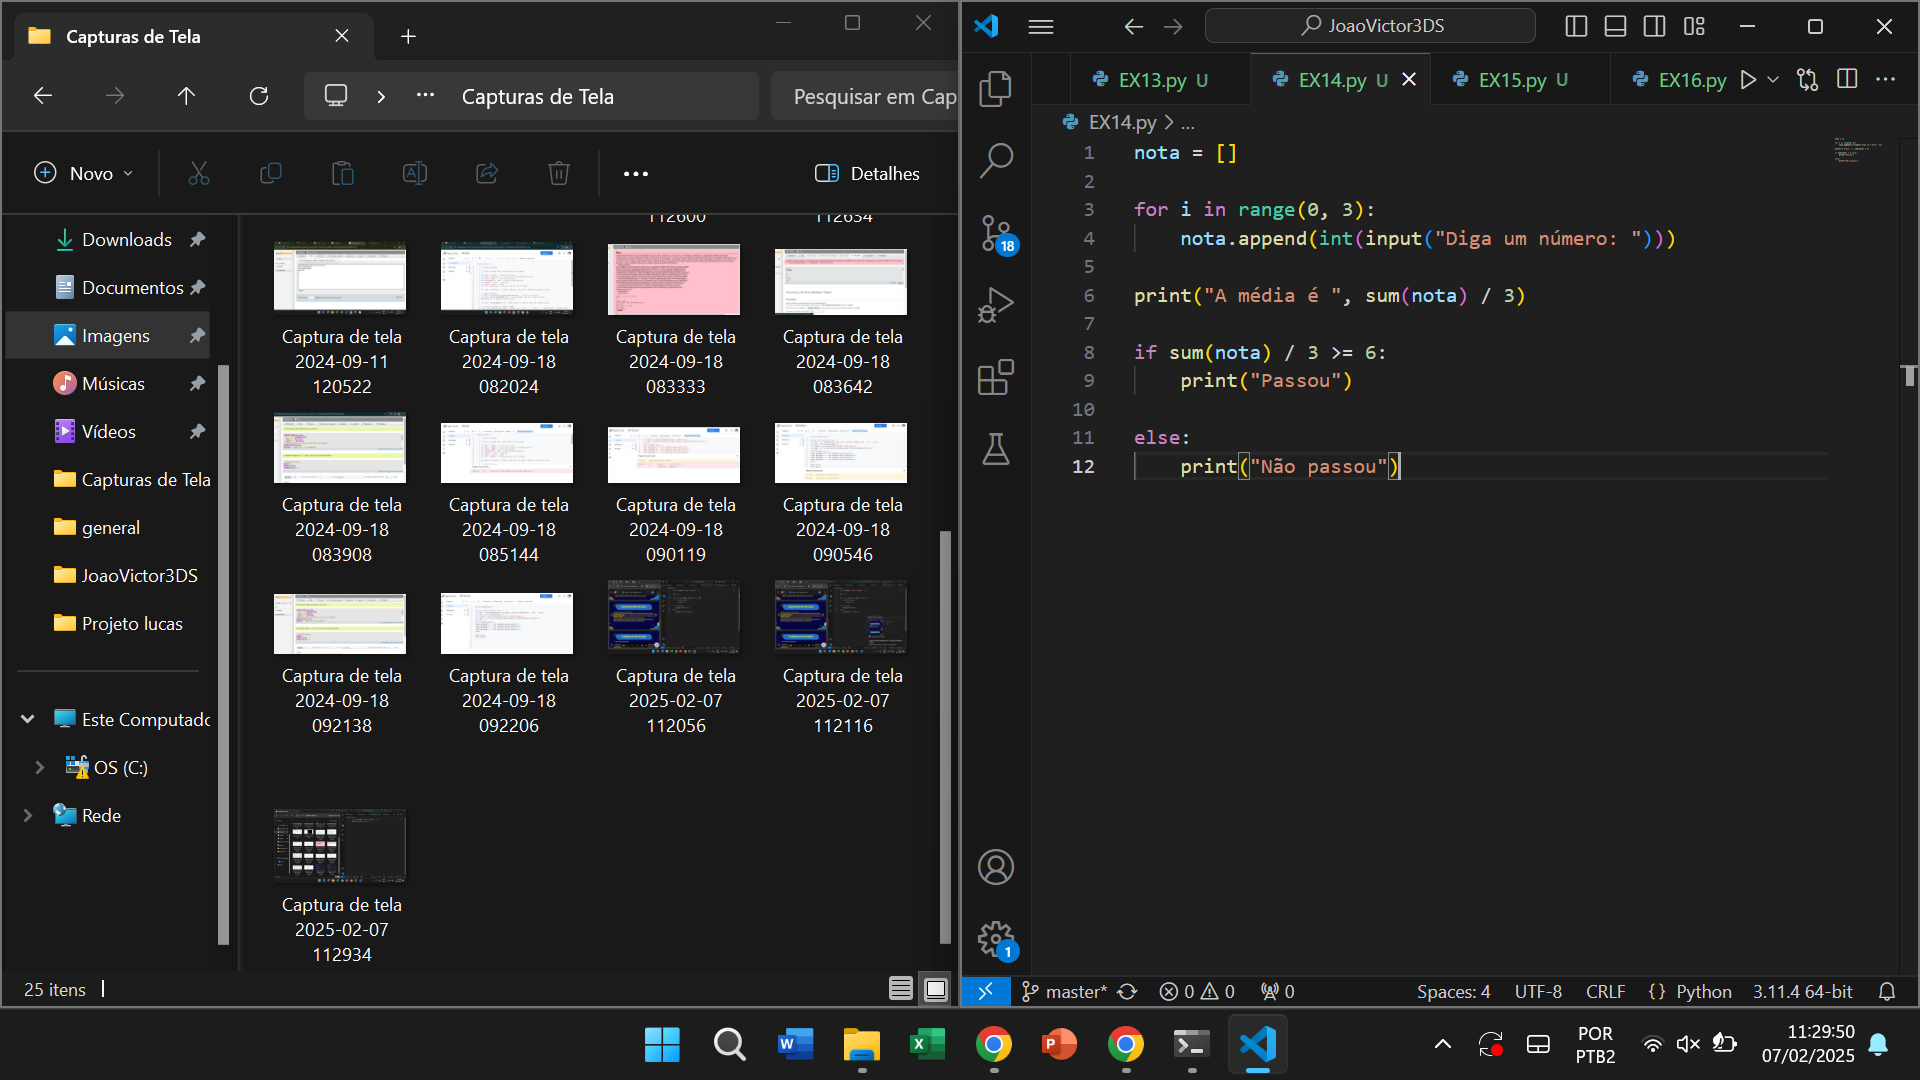 Capturas de Tela
Capturas de Tela
Pesquisar em Cap
Novo
Detalhes
Downloads
Documentos
Imagens
Músicas
Vídeos
Capturas de Tela
general
JoaoVictor3DS
Projeto lucas
Este Computado
OS (C:)
Rede
112600
112634
Captura de tela
2024-09-11
120522
Captura de tela
2024-09-18
082024
Captura de tela
2024-09-18
083333
Captura de tela
2024-09-18
083642
Captura de tela
2024-09-18
083908
Captura de tela
2024-09-18
085144
Captura de tela
2024-09-18
090119
Captura de tela
2024-09-18
090546
Captura de tela
2024-09-18
092138
Captura de tela
2024-09-18
092206
Captura de tela
2025-02-07
112056
Captura de tela
2025-02-07
112116
Captura de tela
2025-02-07
112934
25 itens
JoaoVictor3DS
EX13.py U
EX14.py U
EX15.py U
EX16.py
EX14.py > ...
1 nota = []
2
3 for i in range(0, 3):
4 nota.append(int(input("Diga um número: ")))
5
6 print("A média é ", sum(nota) / 3)
7
8 if sum(nota) / 3 >= 6:
9 print("Passou")
10
11 else:
12 print("Não passou")
18
1
master* 0 0 0
Spaces: 4 UTF-8 CRLF {} Python 3.11.4 64-bit
POR
PTB2
11:29:50
07/02/2025